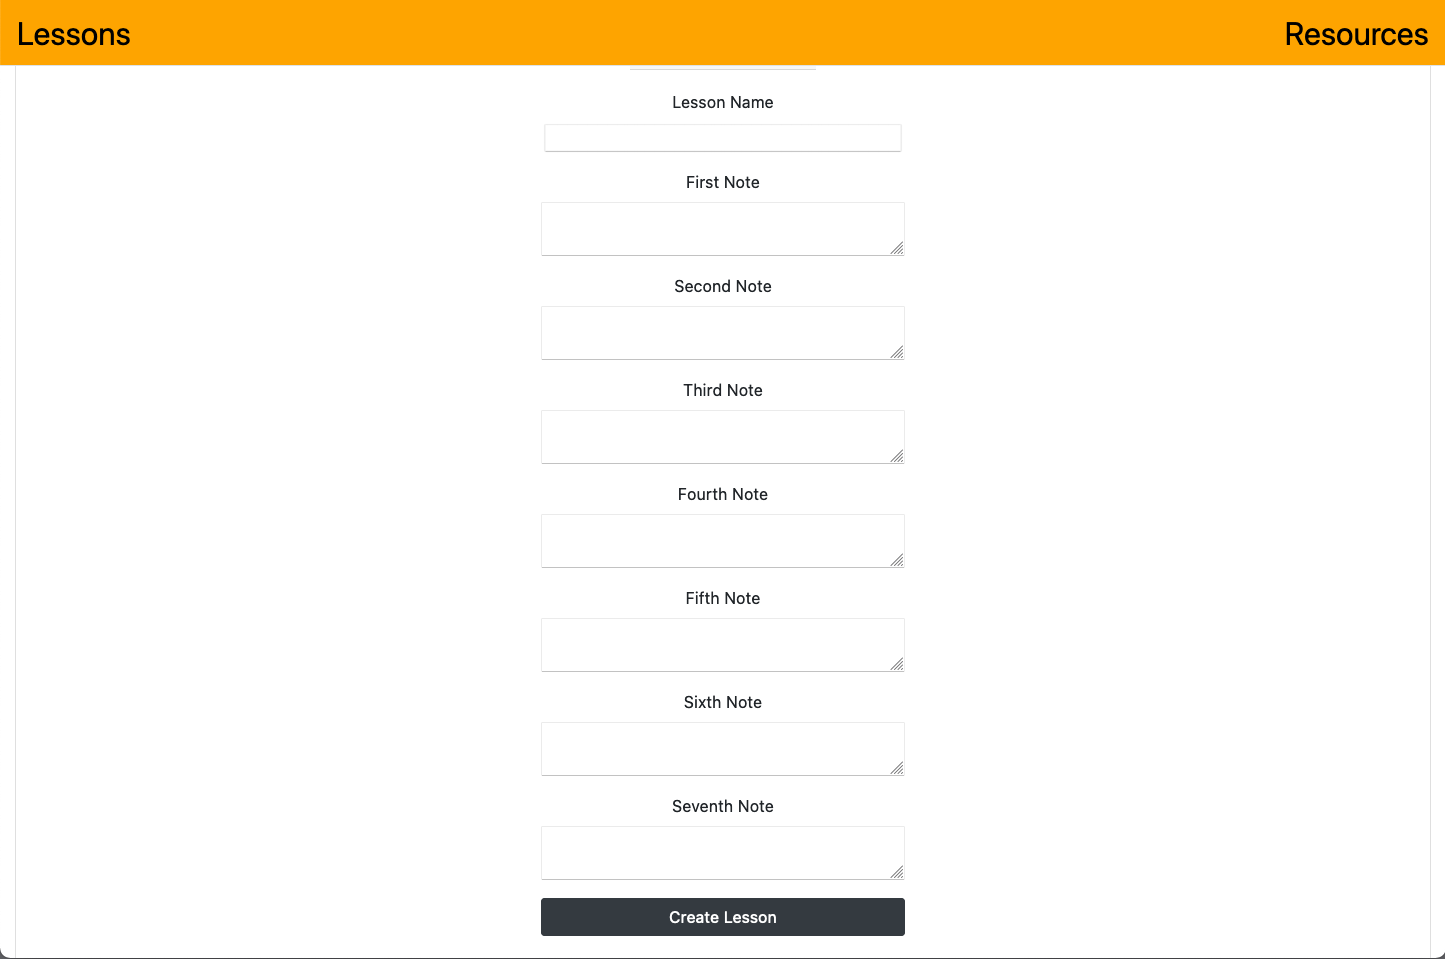 Lessons
Resources
Lesson Name
First Note
Second Note
Third Note
Fourth Note
Fifth Note
Sixth Note
Seventh Note
Create Lesson